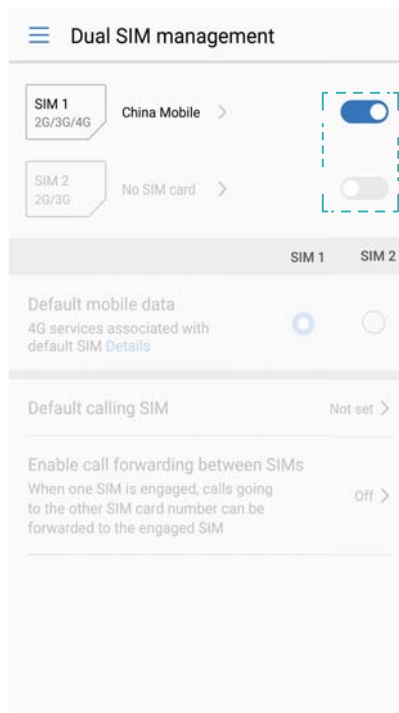 Dual SIM management
SIM 1
2G/3G/4G
China Mobile
SIM 2
2G/3G
No SIM card
SIM 1 SIM 2
Default mobile data
4G services associated with
default SIM Details
Default calling SIM
Not set
Enable call forwarding between SIMs
When one SIM is engaged, calls going
to the other SIM card number can be
forwarded to the engaged SIM
Off